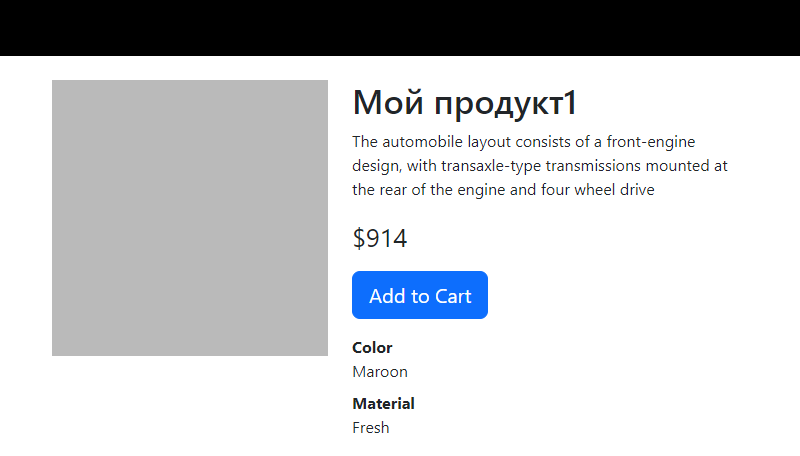 Мой продукт1
The automobile layout consists of a front-engine
design, with transaxle-type transmissions mounted at
the rear of the engine and four wheel drive
$914
Add to Cart
Color
Maroon
Material
Fresh